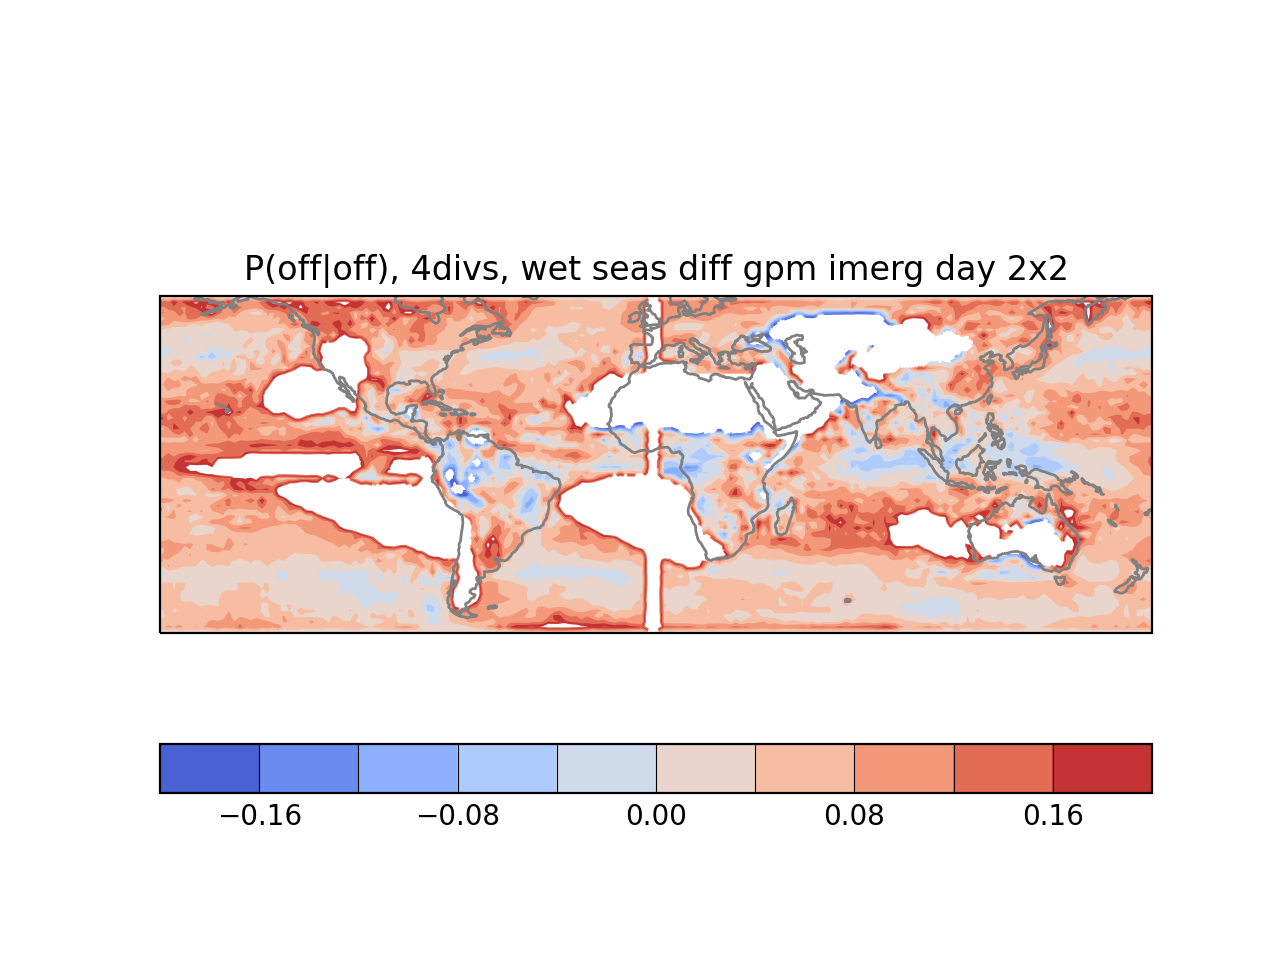 P(off|off), 4divs, wet seas diff gpm imerg day 2x2
−0.16 −0.08 0.00 0.08 0.16